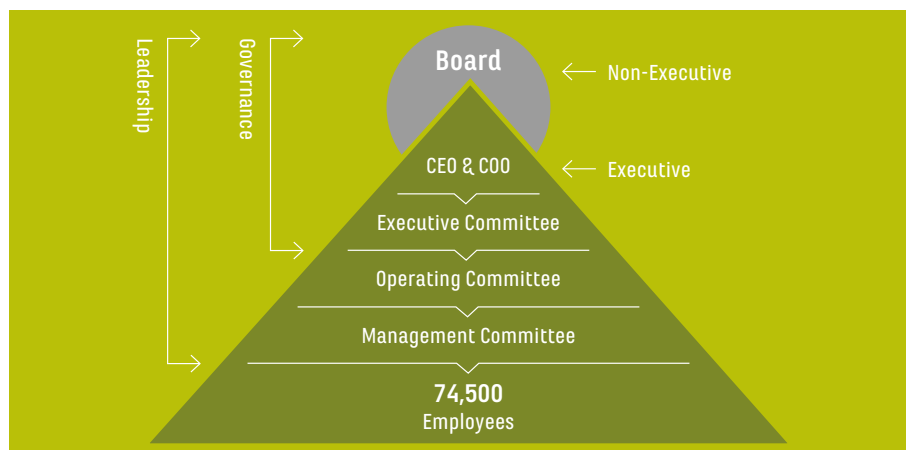 Leadership
Governance
Board
Non-Executive
CEO & COO
Executive
Executive Committee
Operating Committee
Management Committee
74,500
Employees